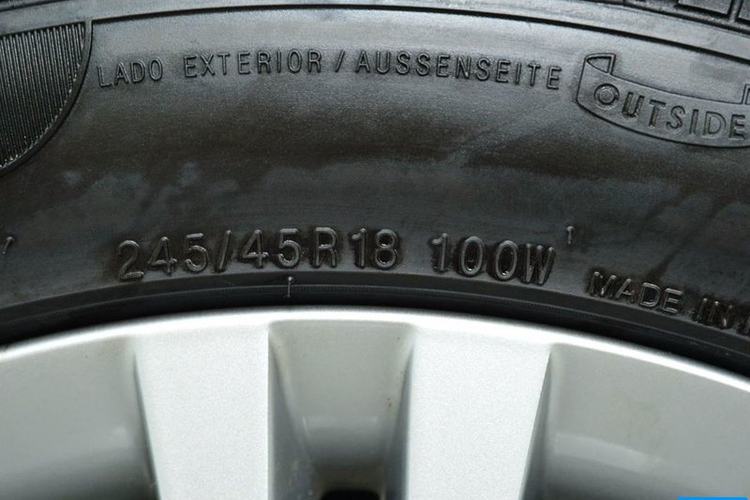 LADO EXTERIOR / AUSSENSEITE OUTSIDE
245/45R18 100W MADE IN